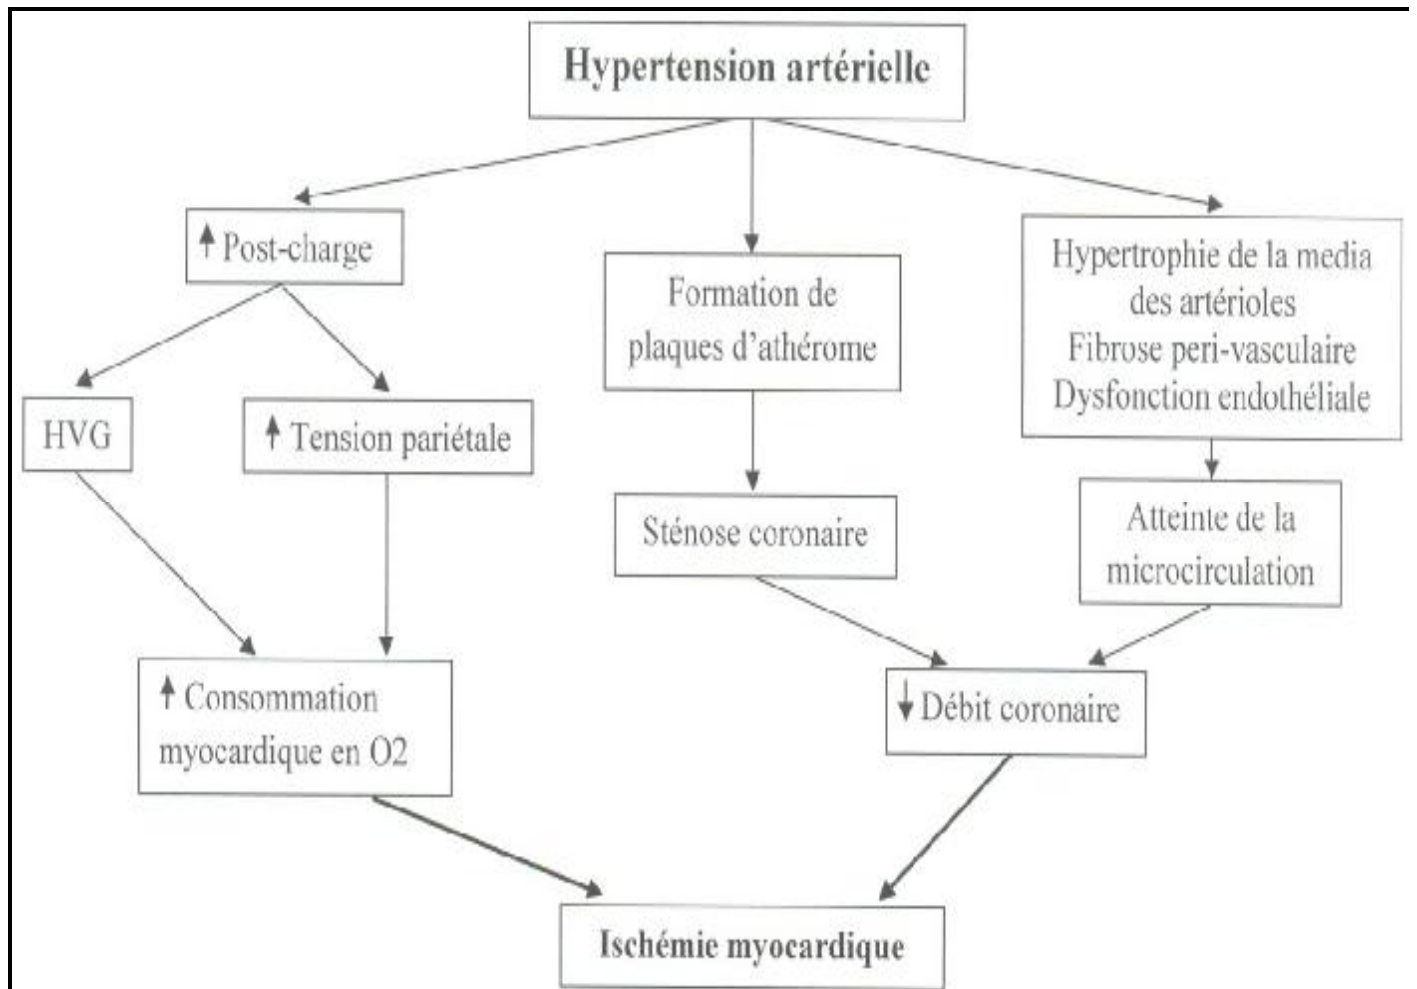 Hypertension artérielle
↑ Post-charge
Formation de
plaques d'athérome
Hypertrophie de la media
des artérioles
Fibrose peri-vasculaire
Dysfonction endothéliale
HVG
↑ Tension pariétale
Sténose coronaire
Atteinte de la
microcirculation
↑ Consommation
myocardique en O2
↓ Débit coronaire
Ischémie myocardique